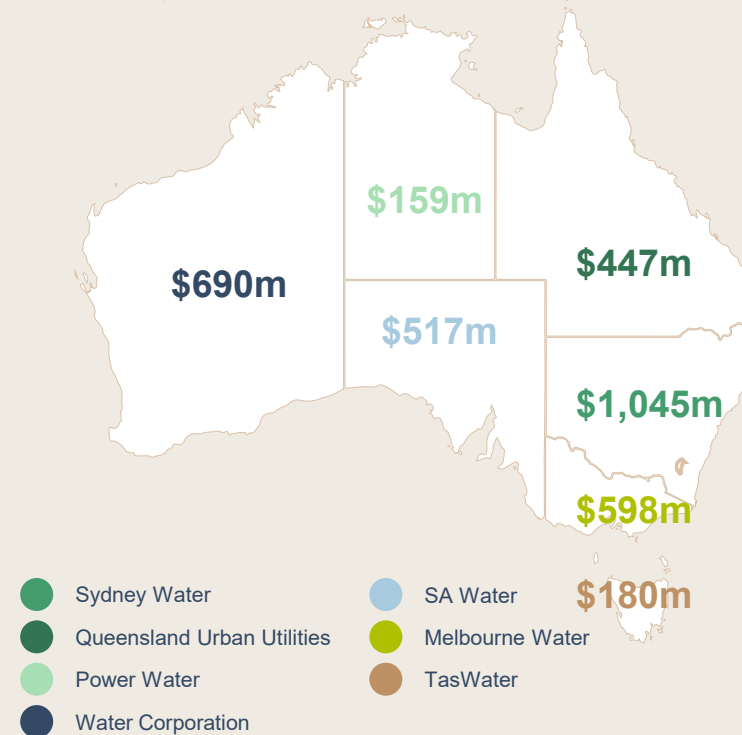 $159m
$447m
$690m
$517m
$1,045m
$598m
$180m
Sydney Water
Queensland Urban Utilities
Power Water
Water Corporation
SA Water
Melbourne Water
TasWater